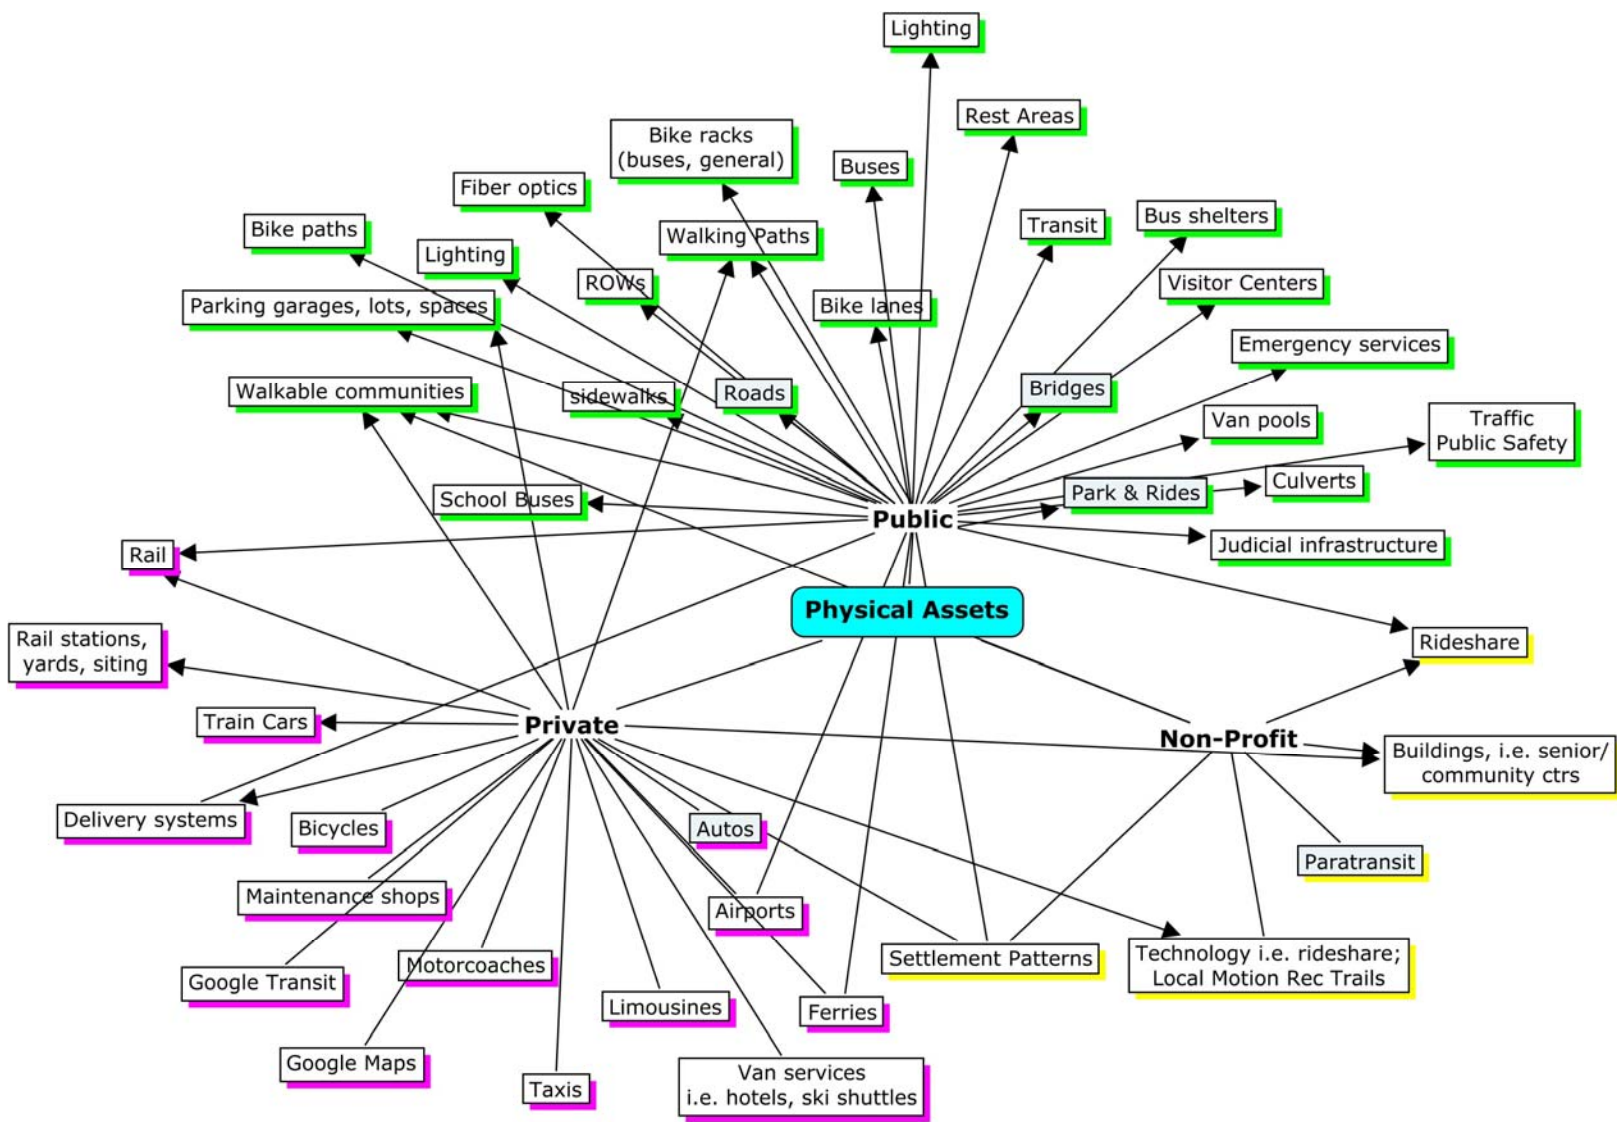 Lighting
Rest Areas
Bike racks
(buses, general)
Buses
Fiber optics
Bus shelters
Bike paths
Lighting
Walking Paths
Transit
ROWs
Visitor Centers
Parking garages, lots, spaces
Bike lanes
Emergency services
Walkable communities
sidewalks
Roads
Bridges
Van pools
Traffic
Public Safety
School Buses
Park & Rides
Culverts
Public
Judicial infrastructure
Rail
Physical Assets
Rail stations,
yards, siting
Rideshare
Train Cars
Private
Non-Profit
Buildings, i.e. senior/
community ctrs
Delivery systems
Bicycles
Autos
Paratransit
Maintenance shops
Airports
Settlement Patterns
Technology i.e. rideshare;
Local Motion Rec Trails
Google Transit
Motorcoaches
Limousines
Ferries
Google Maps
Taxis
Van services
i.e. hotels, ski shuttles